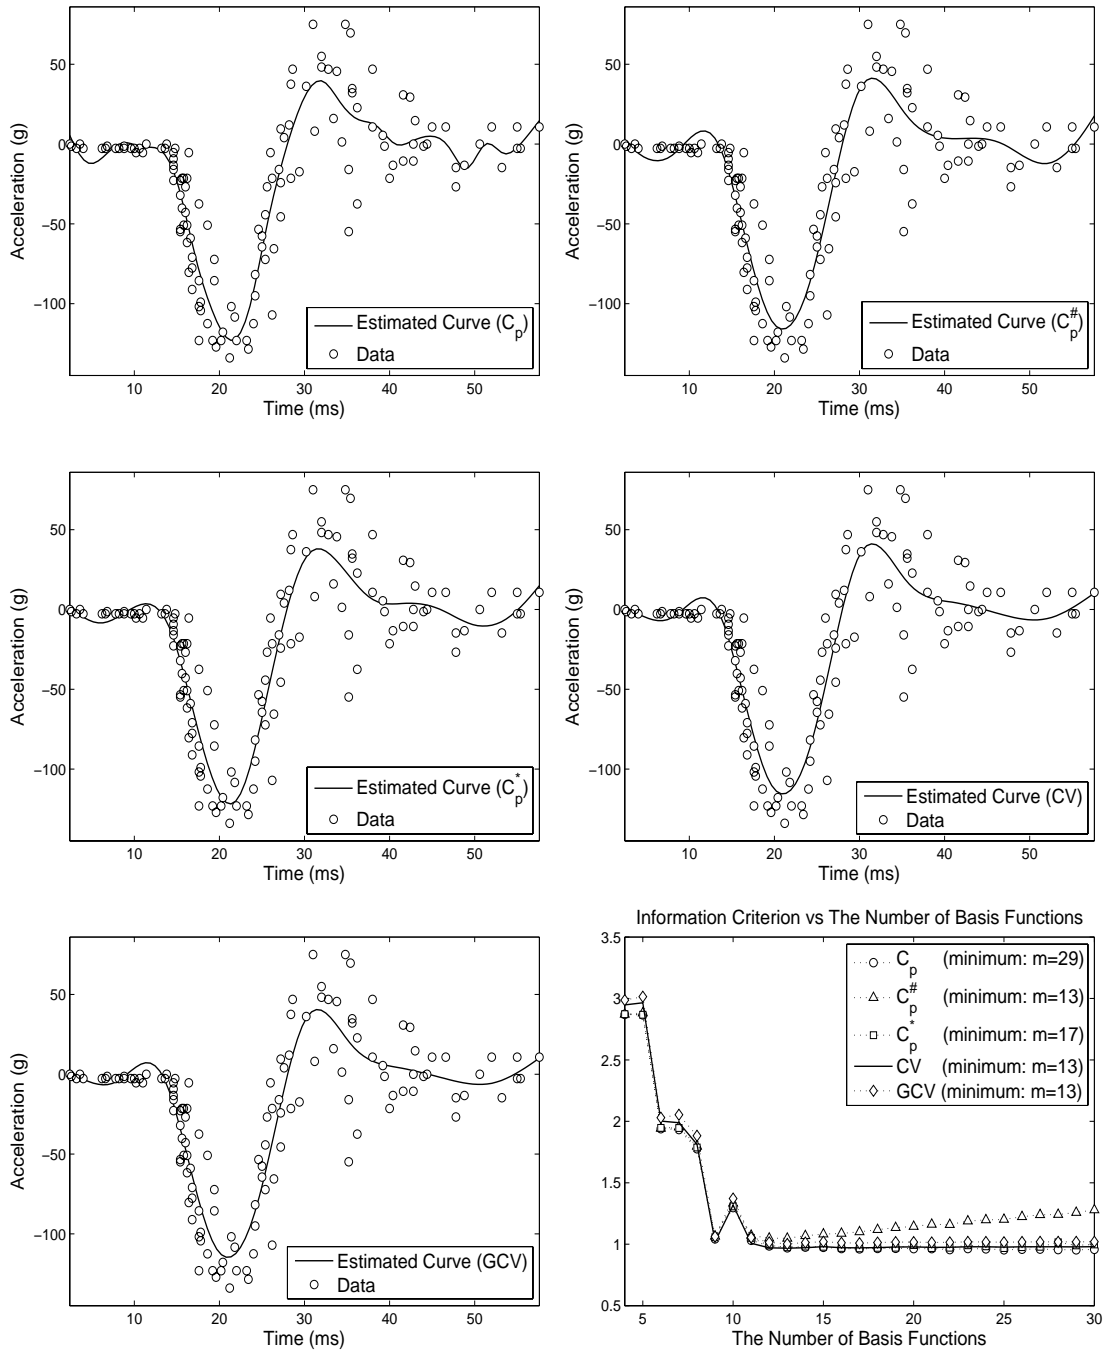 50
0
−50
−100
Acceleration (g)
Estimated Curve (C_p)
Data
10 20 30 40 50
Time (ms)
50
0
−50
−100
Acceleration (g)
Estimated Curve (C_p^#)
Data
10 20 30 40 50
Time (ms)
50
0
−50
−100
Acceleration (g)
Estimated Curve (C_p^*)
Data
10 20 30 40 50
Time (ms)
50
0
−50
−100
Acceleration (g)
Estimated Curve (CV)
Data
10 20 30 40 50
Time (ms)
50
0
−50
−100
Acceleration (g)
Estimated Curve (GCV)
Data
10 20 30 40 50
Time (ms)
Information Criterion vs The Number of Basis Functions
3.5
3
2.5
2
1.5
1
0.5
C_p (minimum: m=29)
C_p^# (minimum: m=13)
C_p^* (minimum: m=17)
CV (minimum: m=13)
GCV (minimum: m=13)
5 10 15 20 25 30
The Number of Basis Functions